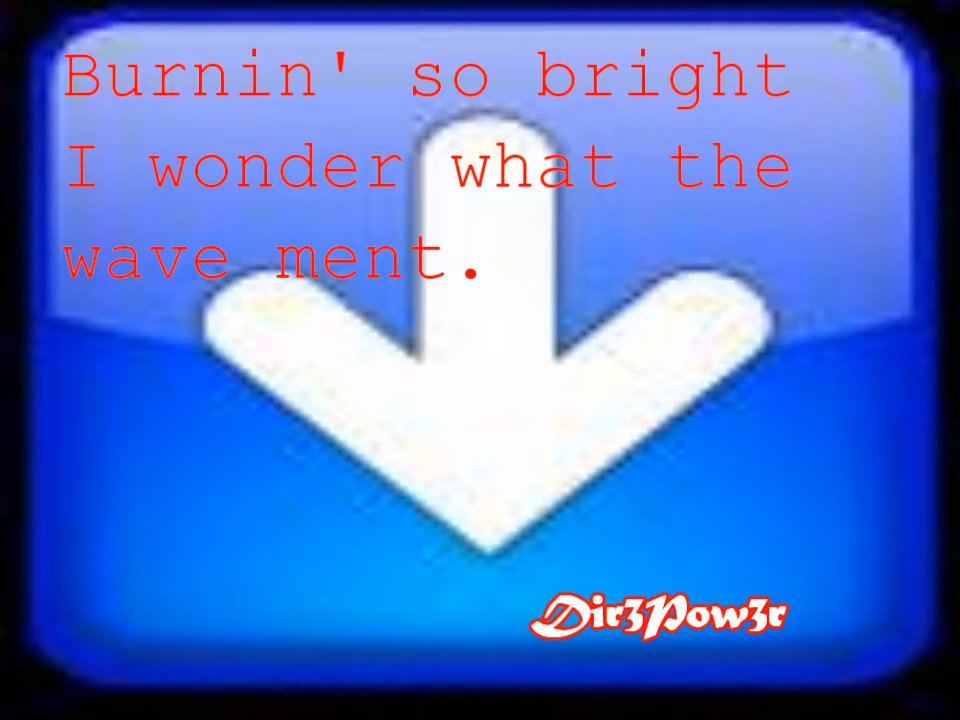 Burnin' so bright
I wonder what the
wave ment.
Dir3Pow3r